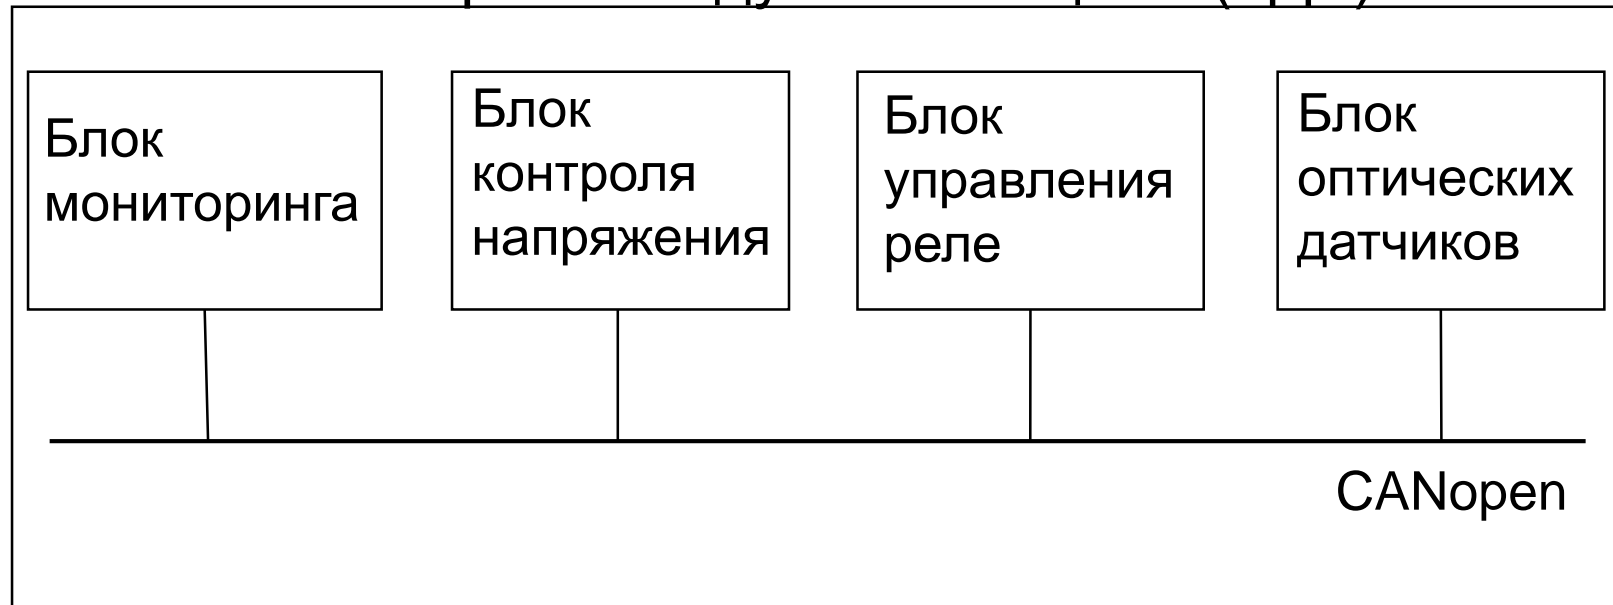 Блок
мониторинга
Блок
контроля
напряжения
Блок
управления
реле
Блок
оптических
датчиков
CANopen